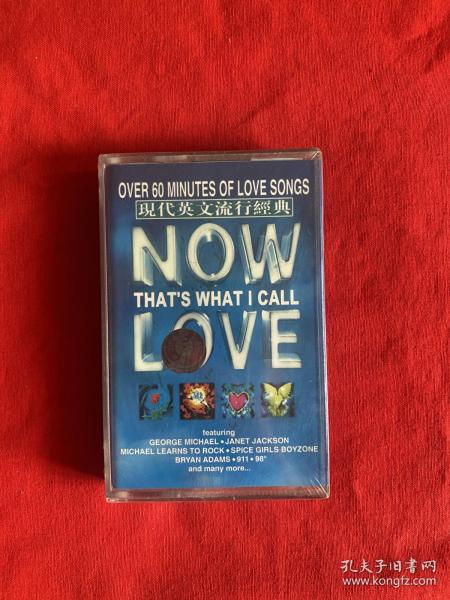 OVER 60 MINUTES OF LOVE SONGS
現代英文流行經典
NOW
THAT'S WHAT I CALL
LOVE
featuring
GEORGE MICHAEL • JANET JACKSON
MICHAEL LEARNS TO ROCK • SPICE GIRLS BOYZONE
BRYAN ADAMS • 911 • 98°
and many more...
孔夫子旧书网
www.kongfz.com